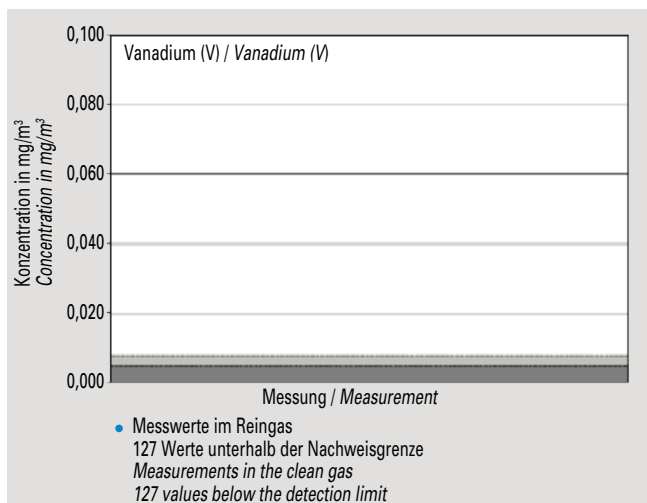 Vanadium (V) / Vanadium (V)
Konzentration in mg/m³
Concentration in mg/m³
0,100
0,080
0,060
0,040
0,020
0,000
Messung / Measurement
• Messwerte im Reingas
127 Werte unterhalb der Nachweisgrenze
Measurements in the clean gas
127 values below the detection limit